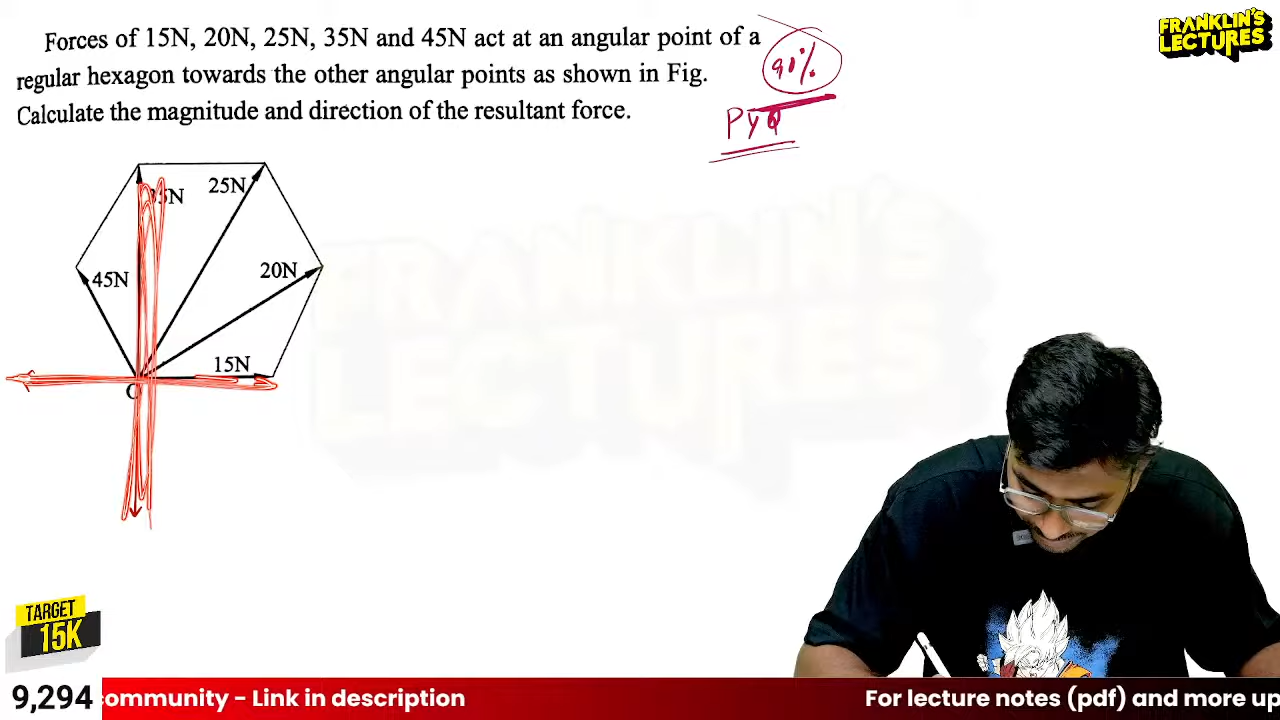 Forces of 15N, 20N, 25N, 35N and 45N act at an angular point of a
regular hexagon towards the other angular points as shown in Fig.
Calculate the magnitude and direction of the resultant force.
90%
PYQ
FRANKLIN'S
LECTURES
25N
20N
45N
15N
FRANKLIN'S
LECTURES
TARGET
15K
9,294
ommunity - Link in description
For lecture notes (pdf) and more up